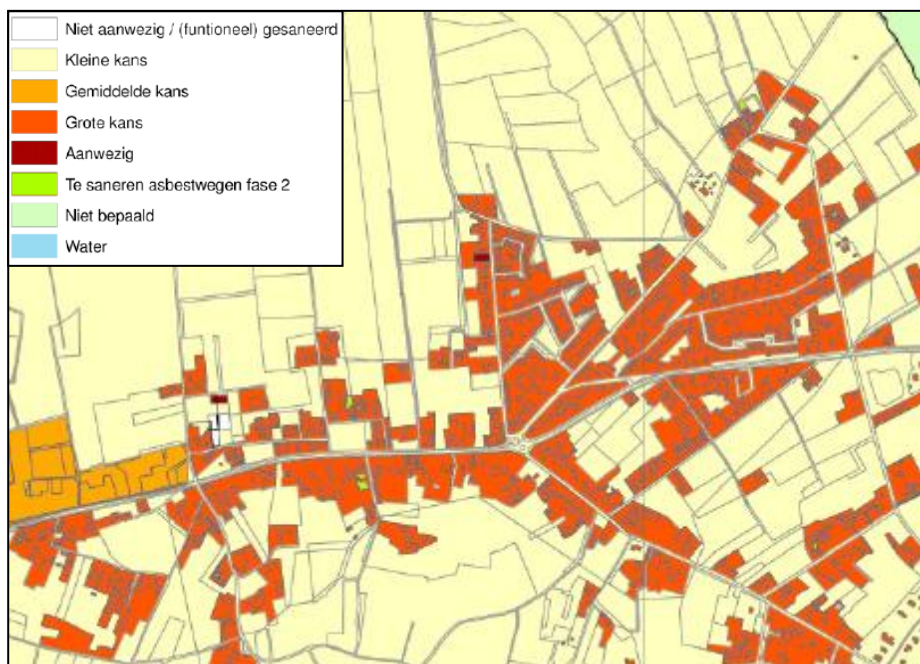 Niet aanwezig / (funtioneel) gesaneerd
Kleine kans
Gemiddelde kans
Grote kans
Aanwezig
Te saneren asbestwegen fase 2
Niet bepaald
Water